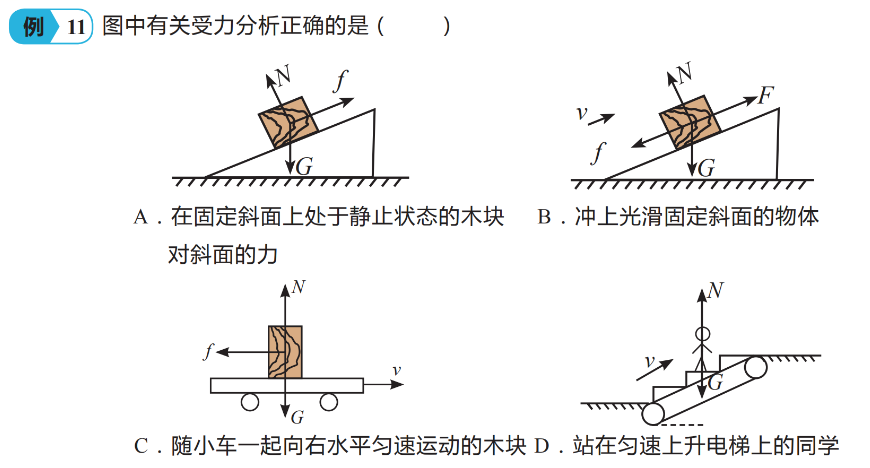 例 11 图中有关受力分析正确的是（　　）
N f G
N F v f G
A．在固定斜面上处于静止状态的木块对斜面的力
B．冲上光滑固定斜面的物体
N f v G
N v G
C．随小车一起向右水平匀速运动的木块
D．站在匀速上升电梯上的同学